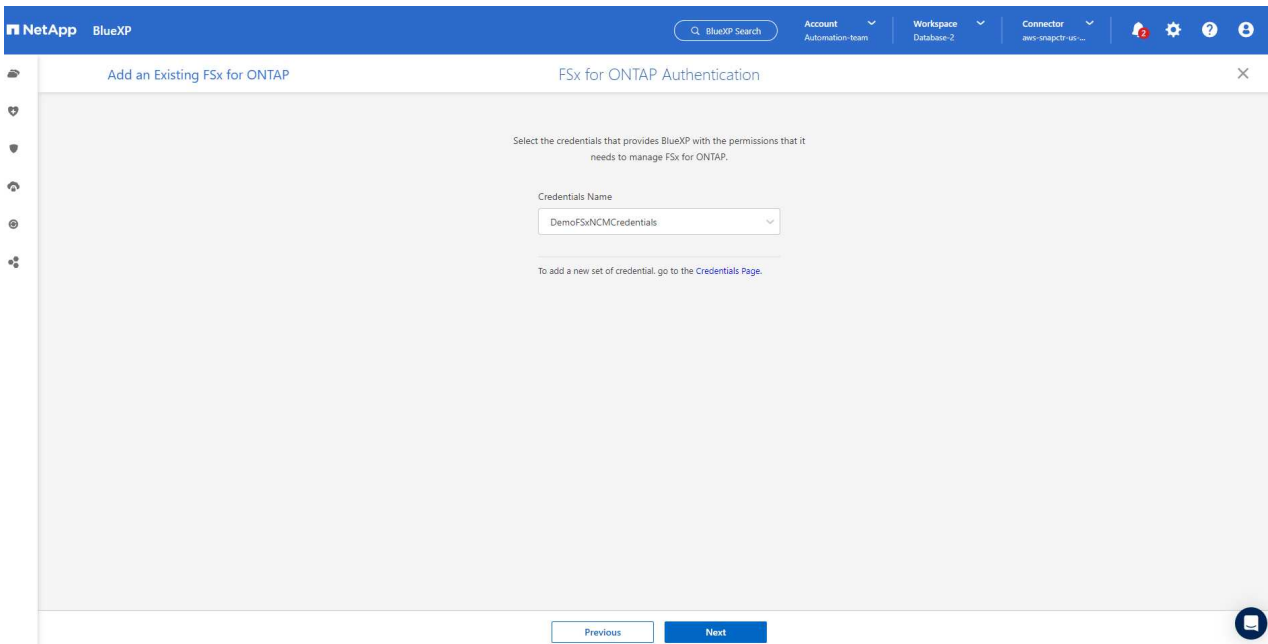 NetApp BlueXP
BlueXP Search
Account
Automation-team
Workspace
Database-2
Connector
aws-snapctr-us-...
2
Add an Existing FSx for ONTAP
FSx for ONTAP Authentication
Select the credentials that provides BlueXP with the permissions that it
needs to manage FSx for ONTAP.
Credentials Name
DemoFSxNCMCredentials
To add a new set of credential, go to the Credentials Page.
Previous
Next